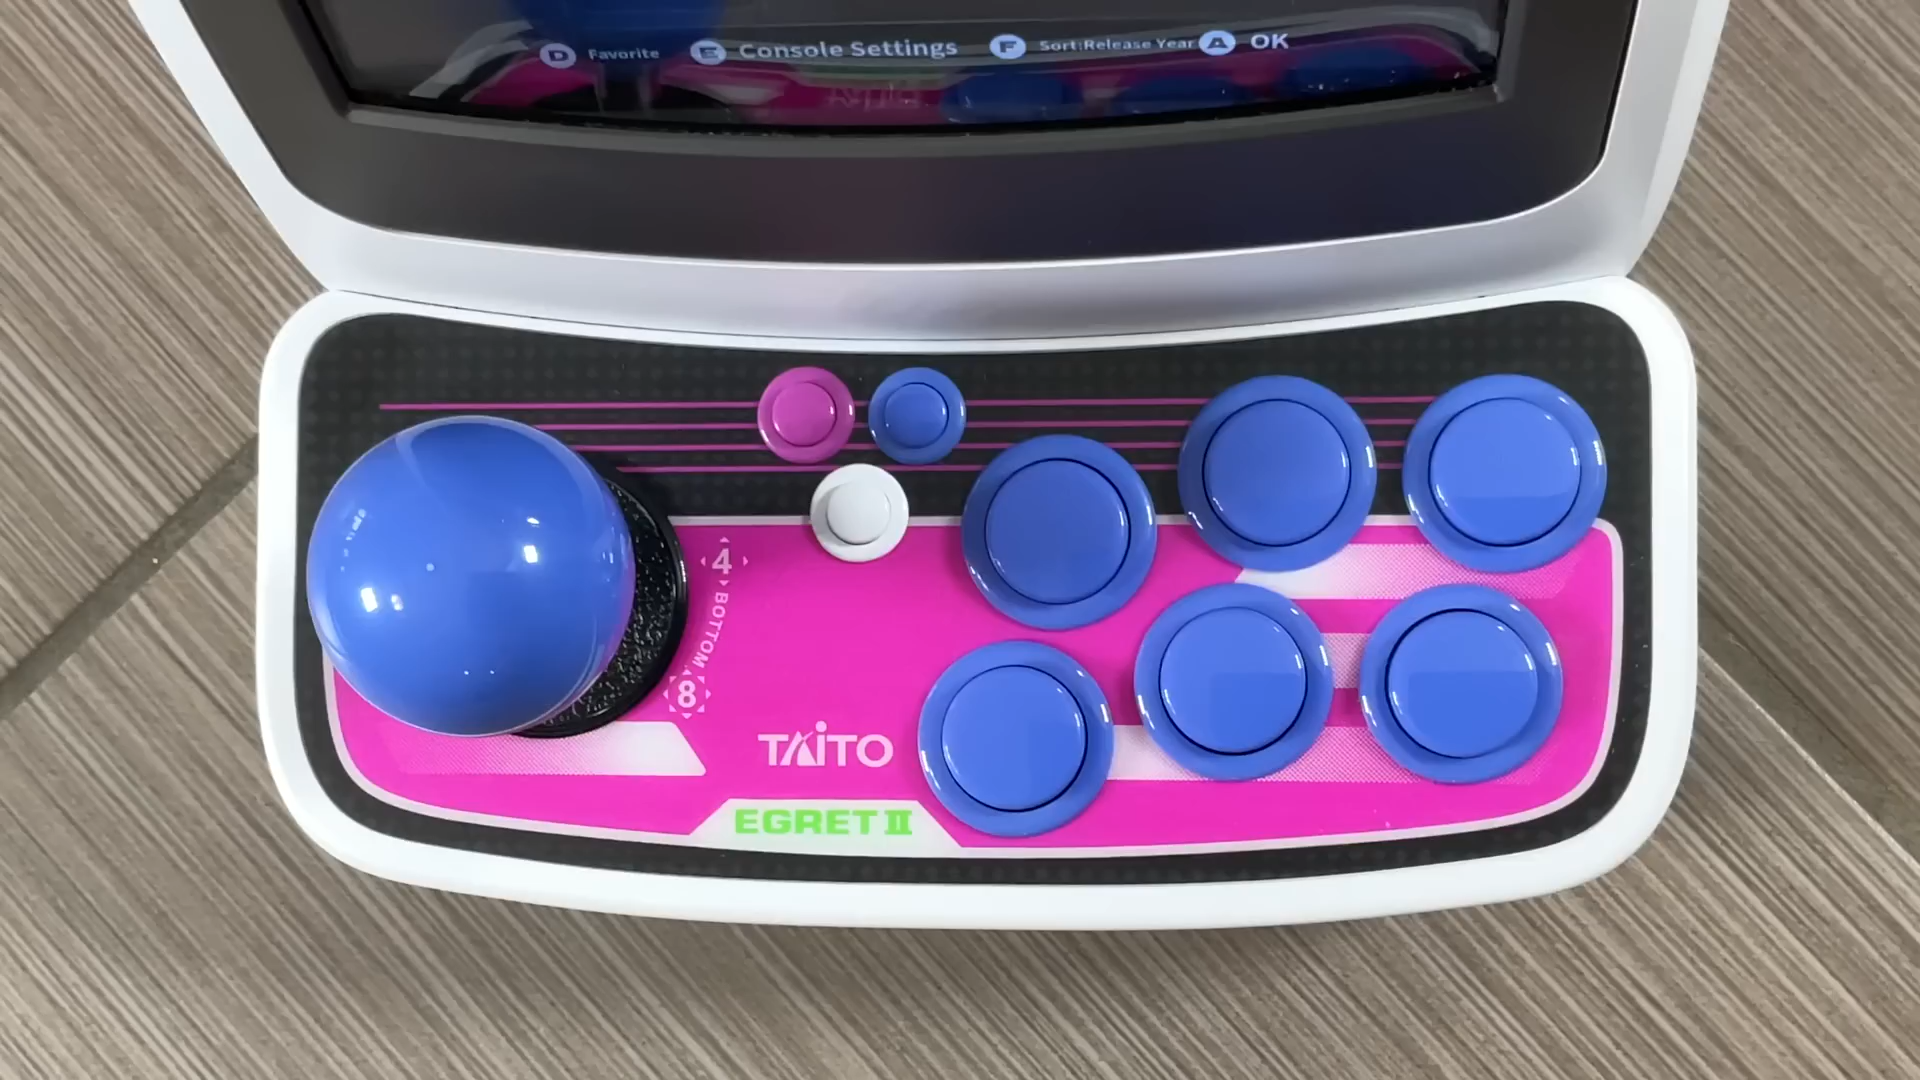 D Favorite E Console Settings F Sort:Release Year A OK
4
BOTTOM
8
TAITO
EGRET II